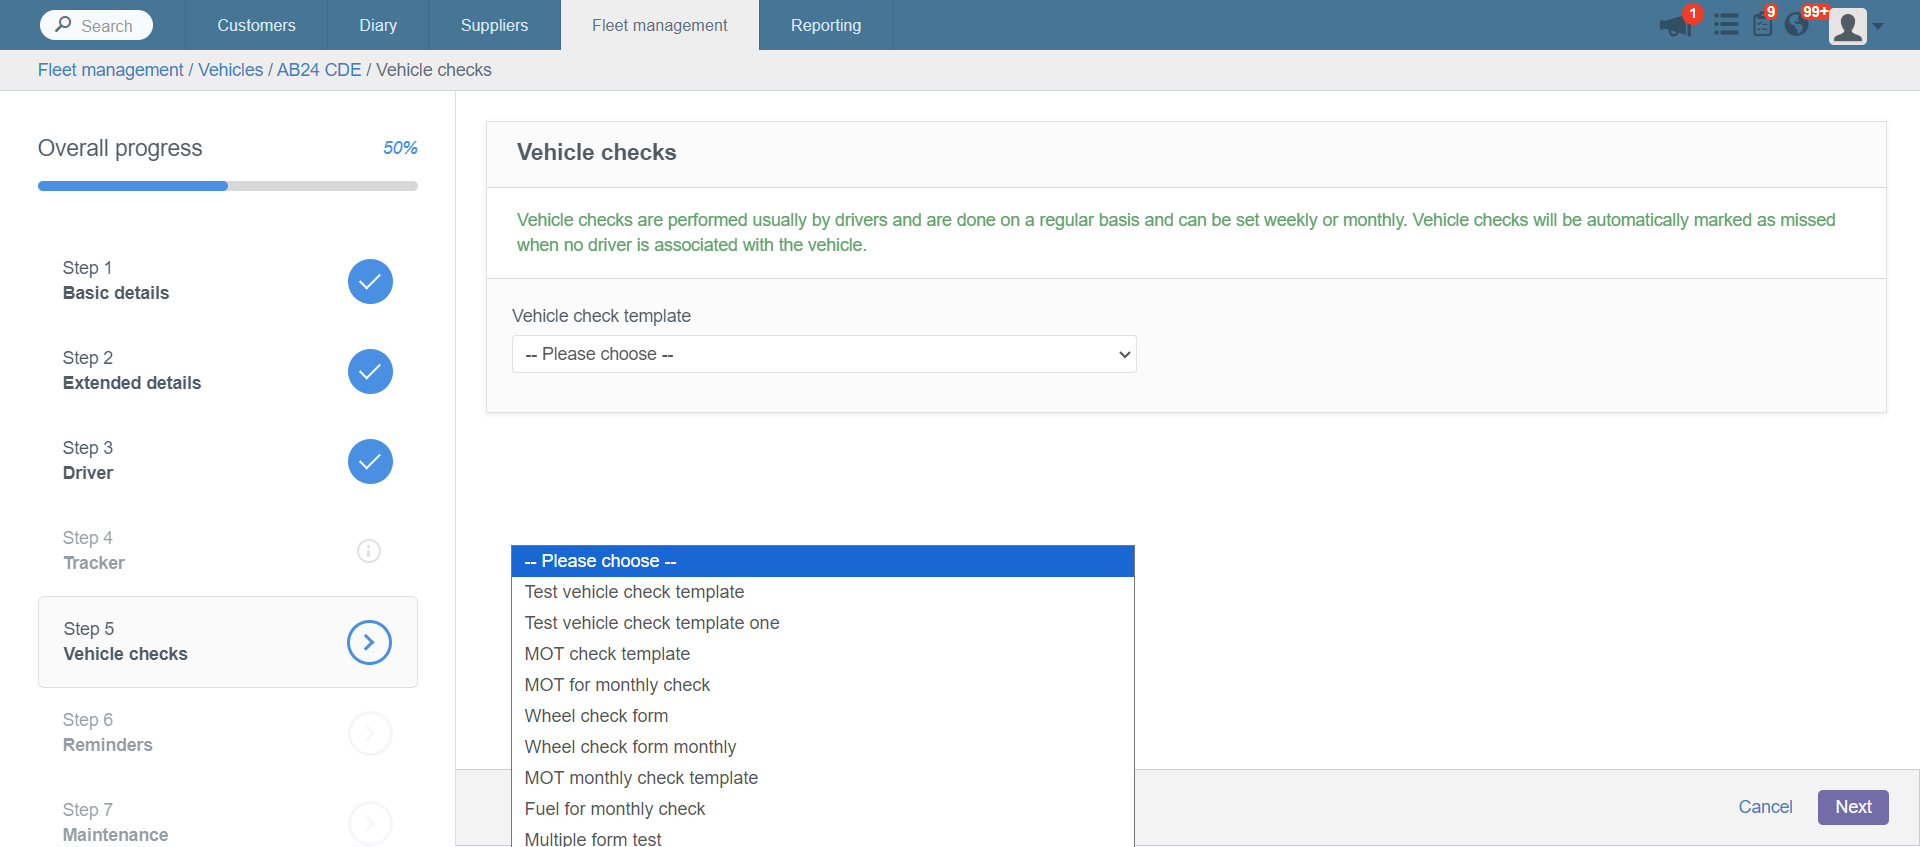 Search
Customers
Diary
Suppliers
Fleet management
Reporting
1
9
99+
Fleet management / Vehicles / AB24 CDE / Vehicle checks
Overall progress
50%
Step 1
Basic details
Step 2
Extended details
Step 3
Driver
Step 4
Tracker
Step 5
Vehicle checks
Step 6
Reminders
Step 7
Maintenance
Vehicle checks
Vehicle checks are performed usually by drivers and are done on a regular basis and can be set weekly or monthly. Vehicle checks will be automatically marked as missed
when no driver is associated with the vehicle.
Vehicle check template
-- Please choose --
-- Please choose --
Test vehicle check template
Test vehicle check template one
MOT check template
MOT for monthly check
Wheel check form
Wheel check form monthly
MOT monthly check template
Fuel for monthly check
Multiple form test
Cancel
Next